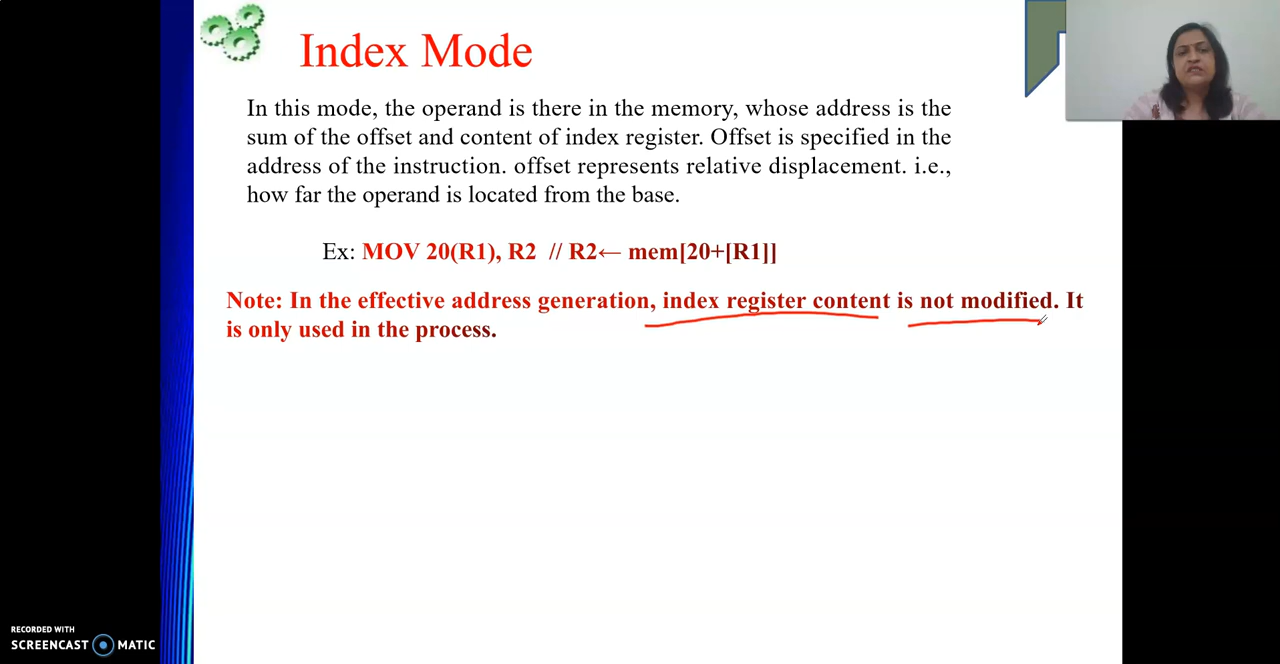 Index Mode
In this mode, the operand is there in the memory, whose address is the
sum of the offset and content of index register. Offset is specified in the
address of the instruction. offset represents relative displacement. i.e.,
how far the operand is located from the base.
Ex: MOV 20(R1), R2 // R2← mem[20+[R1]]
Note: In the effective address generation, index register content is not modified. It
is only used in the process.
RECORDED WITH
SCREENCAST MATIC